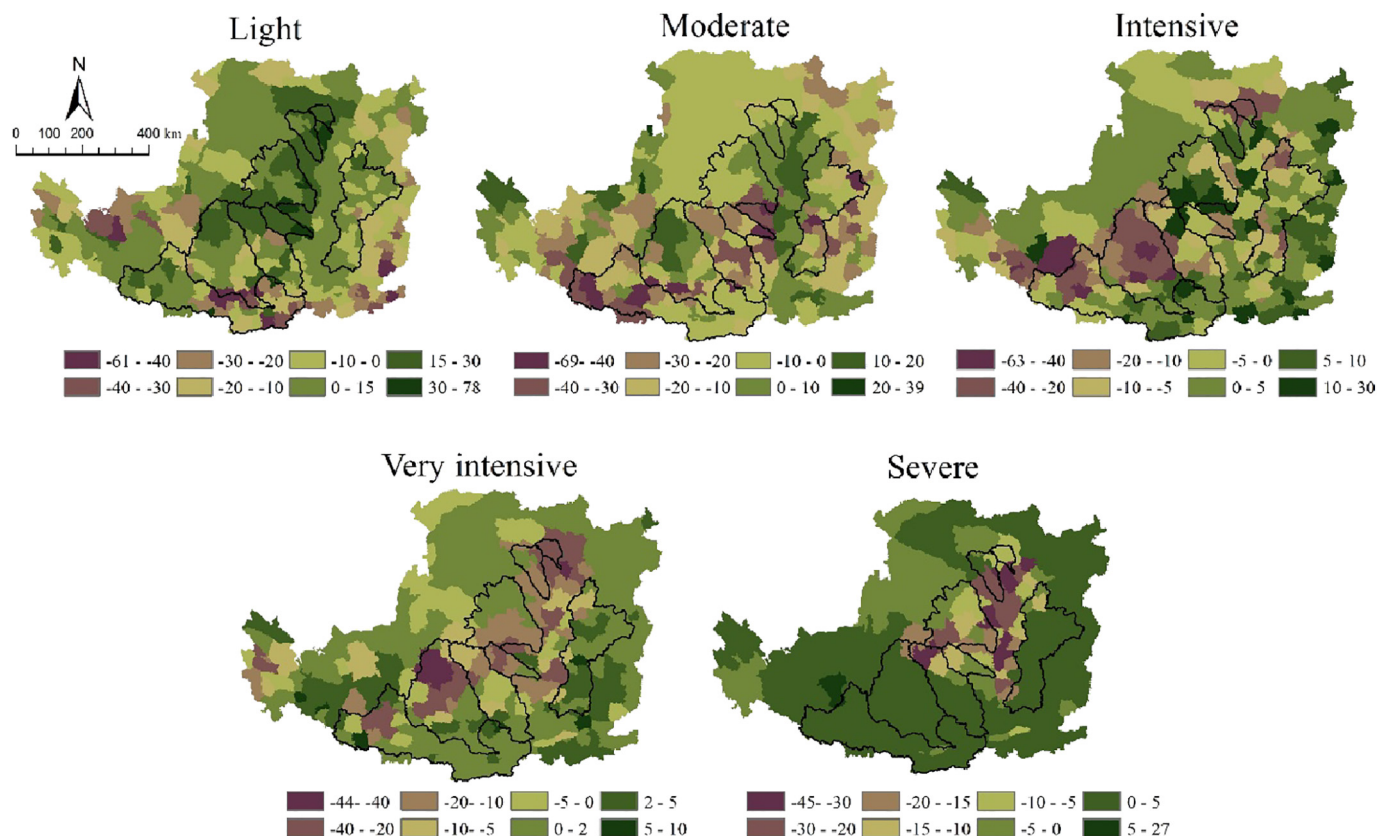 Light
Moderate
Intensive
N
0 100 200 400 km
-61 - -40 -30 - -20 -10 - 0 15 - 30
-40 - -30 -20 - -10 0 - 15 30 - 78
-69 - -40 -30 - -20 -10 - 0 10 - 20
-40 - -30 -20 - -10 0 - 10 20 - 39
-63 - -40 -20 - -10 -5 - 0 5 - 10
-40 - -20 -10 - -5 0 - 5 10 - 30
Very intensive
Severe
-44- -40 -20- -10 -5 - 0 2 - 5
-40 - -20 -10- -5 0 - 2 5 - 10
-45- -30 -20 - -15 -10 - -5 0 - 5
-30 - -20 -15 - -10 -5 - 0 5 - 27